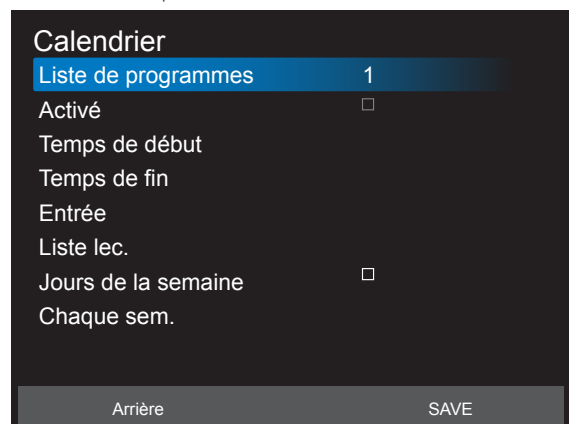 Calendrier
Liste de programmes 1
Activé
Temps de début
Temps de fin
Entrée
Liste lec.
Jours de la semaine
Chaque sem.
Arrière SAVE